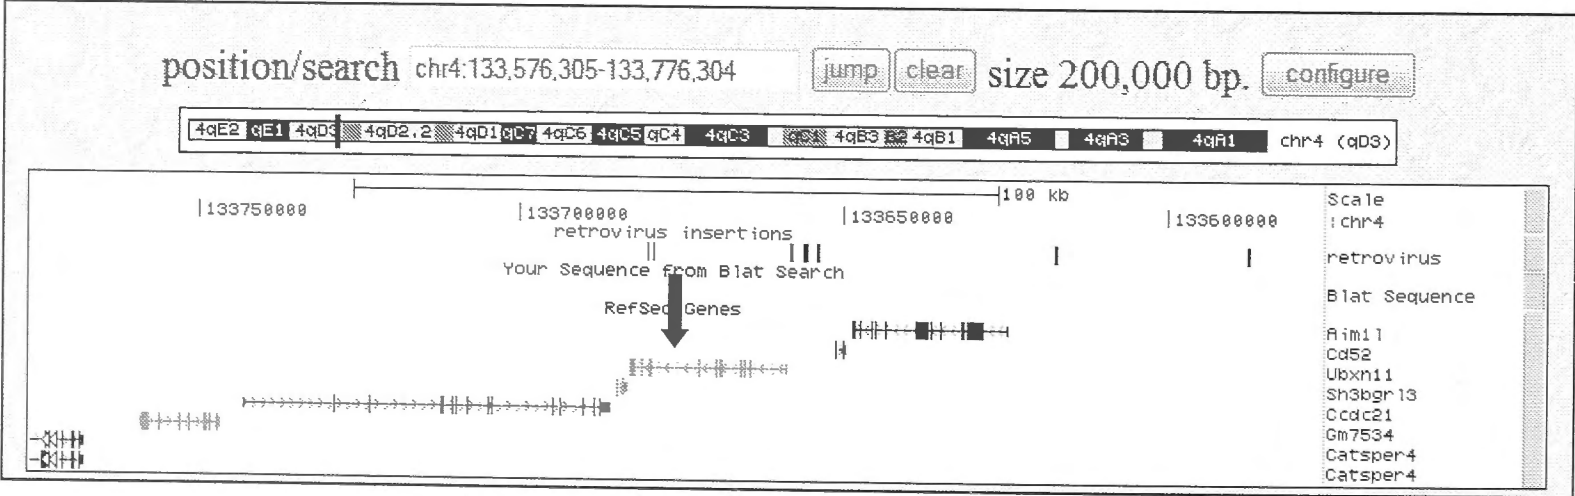 position/search chr4:133,576,305-133,776,304 jump clear size 200,000 bp. configure
4qE2 qE1 4qD3 4qD2.2 4qD1 qC7 4qC6 4qC5 qC4 4qC3 4qB3 B2 4qB1 4qA5 4qA3 4qA1 chr4 (qD3)
100 kb Scale
|133750000 |133700000 |133650000 |133600000 chr4
retrovirus insertions
retrovirus
Your Sequence from Blat Search
Blat Sequence
RefSeq Genes
Aim1l
Cd52
Ubxn11
Sh3bgrl3
Ccdc21
Gm7534
Catsper4
Catsper4